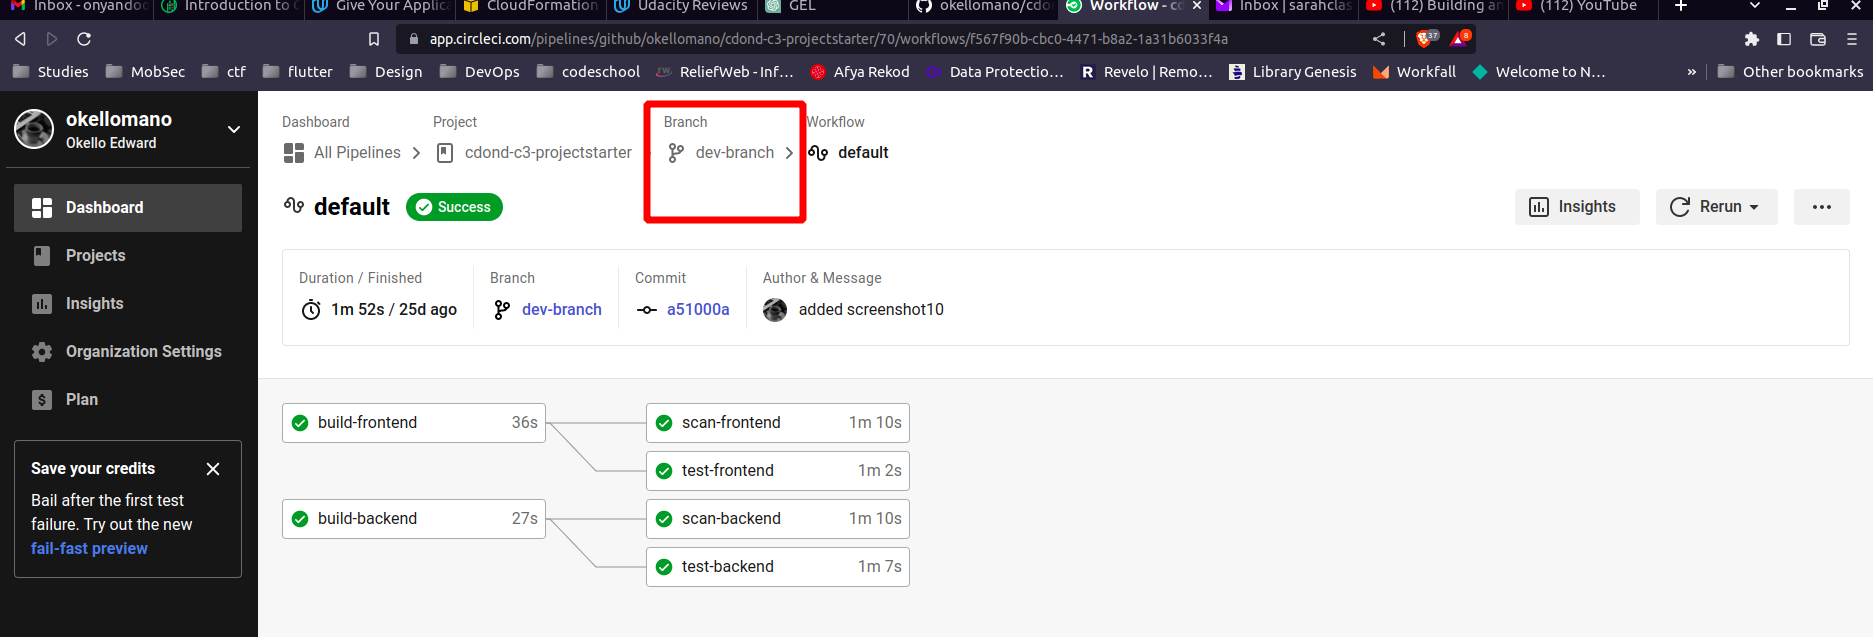 Inbox - onyandoc
Introduction to C
Give Your Applica
CloudFormation
Udacity Reviews
GEL
okellomano/cdon
Workflow - cd
Inbox | sarahclas
(112) Building an
(112) YouTube
app.circleci.com/pipelines/github/okellomano/cdond-c3-projectstarter/70/workflows/f567f90b-cbc0-4471-b8a2-1a31b6033f4a
37
8
Studies
MobSec
ctf
flutter
Design
DevOps
codeschool
ReliefWeb - Inf...
Afya Rekod
Data Protectio...
Revelo | Remo...
Library Genesis
Workfall
Welcome to N...
»
Other bookmarks
okellomano
Okello Edward
Dashboard
Projects
Insights
Organization Settings
Plan
Save your credits
Bail after the first test
failure. Try out the new
fail-fast preview
Dashboard
Project
Branch
Workflow
All Pipelines
cdond-c3-projectstarter
dev-branch
default
default
Success
Insights
Rerun
Duration / Finished
Branch
Commit
Author & Message
1m 52s / 25d ago
dev-branch
a51000a
added screenshot10
build-frontend 36s
scan-frontend 1m 10s
test-frontend 1m 2s
build-backend 27s
scan-backend 1m 10s
test-backend 1m 7s